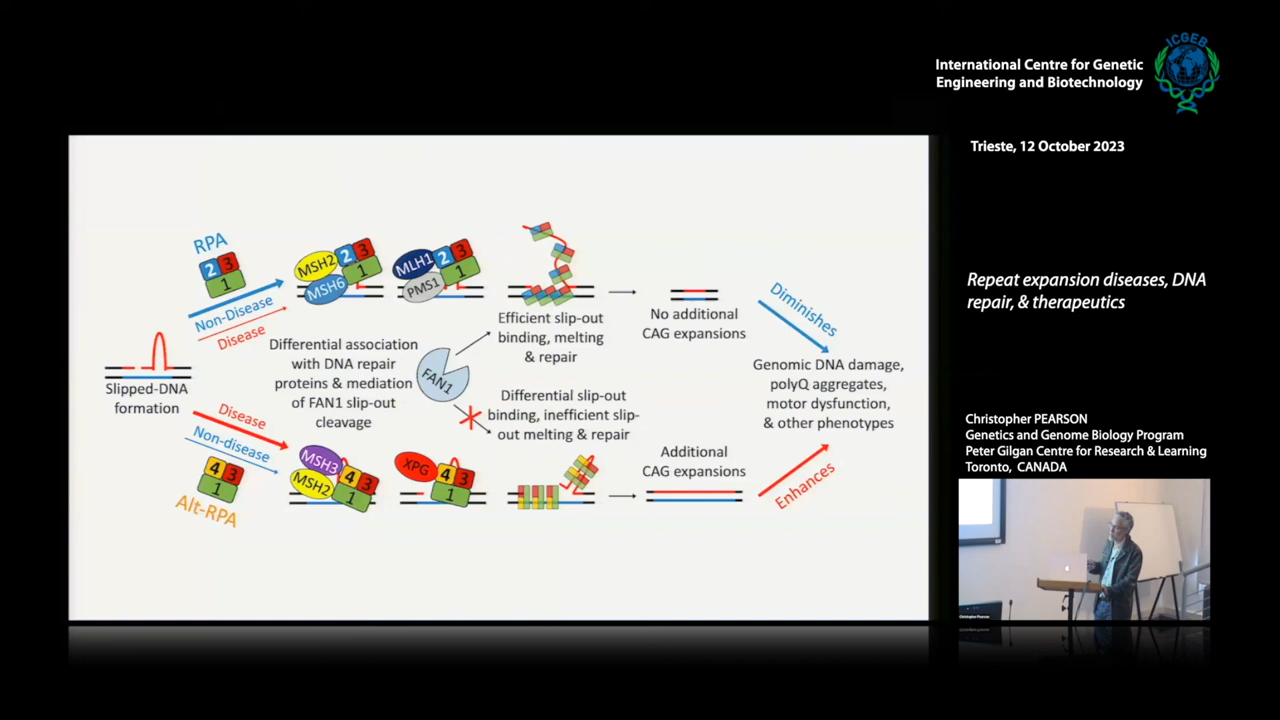 ICGEB
International Centre for Genetic
Engineering and Biotechnology
Trieste, 12 October 2023
Repeat expansion diseases, DNA
repair, & therapeutics
Christopher PEARSON
Genetics and Genome Biology Program
Peter Gilgan Centre for Research & Learning
Toronto, CANADA
Christopher Pearson
RPA
2 3
1
Non-Disease
Disease
MSH2
MSH6
2 3
1
MLH1
PMS1
2 3
1
Efficient slip-out
binding, melting
& repair
No additional
CAG expansions
Diminishes
Slipped-DNA
formation
Differential association
with DNA repair
proteins & mediation
of FAN1 slip-out
cleavage
FAN1
Differential slip-out
binding, inefficient slip-
out melting & repair
Genomic DNA damage,
polyQ aggregates,
motor dysfunction,
& other phenotypes
Disease
Non-disease
4 3
1
Alt-RPA
MSH3
MSH2
4 3
1
XPG
4 3
1
Additional
CAG expansions
Enhances